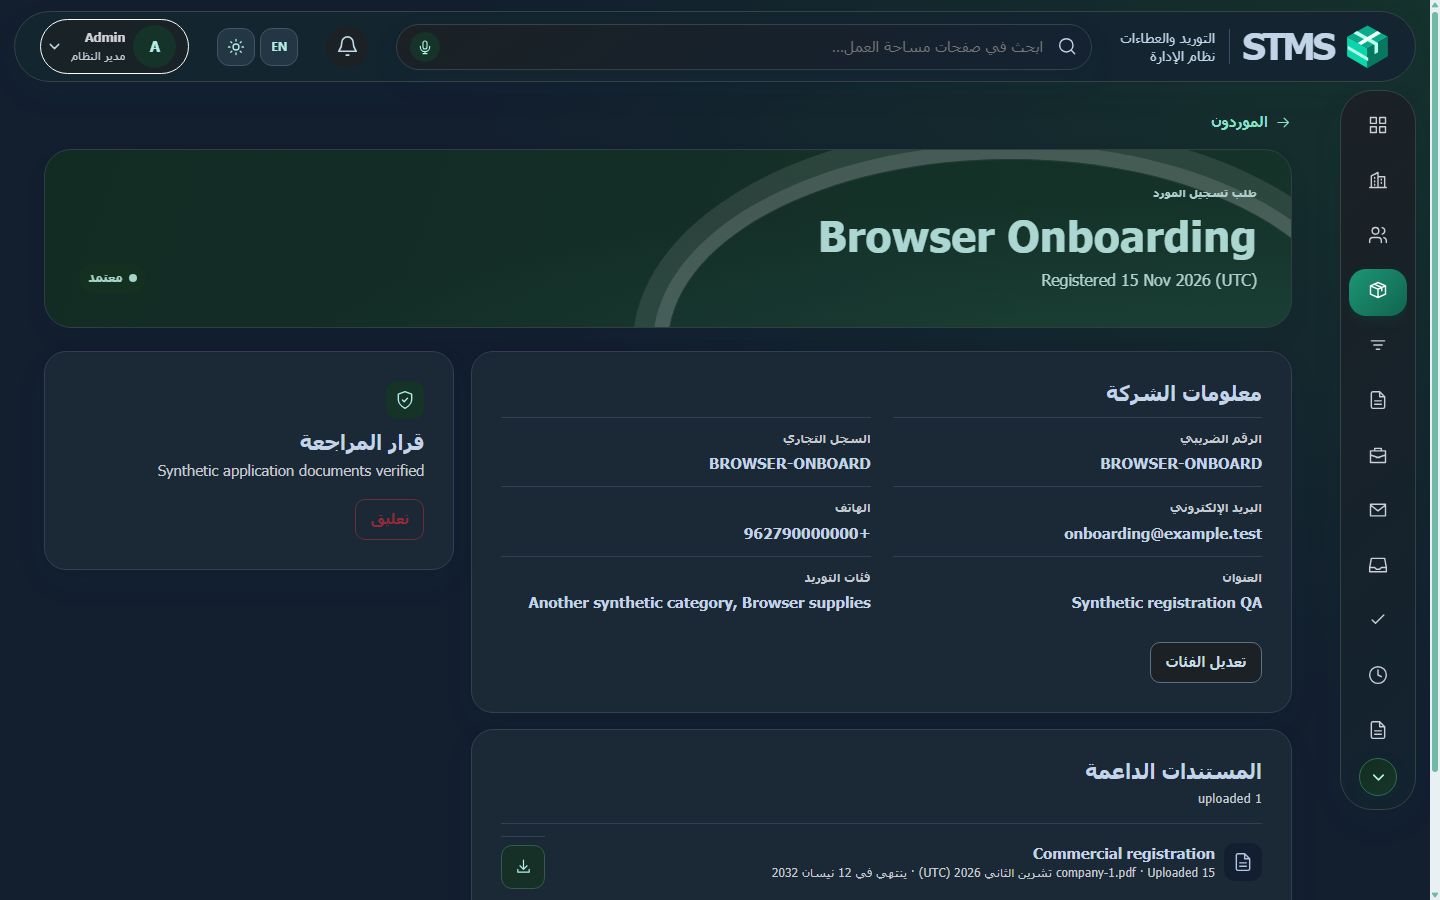 STMS
التوريد والعطاءات
نظام الإدارة
ابحث في صفحات مساحة العمل...
EN
A
Admin
مدير النظام
الموردون
طلب تسجيل المورد
Browser Onboarding
Registered 15 Nov 2026 (UTC)
معتمد
معلومات الشركة
الرقم الضريبي
BROWSER-ONBOARD
السجل التجاري
BROWSER-ONBOARD
البريد الإلكتروني
onboarding@example.test
الهاتف
962790000000+
العنوان
Synthetic registration QA
فئات التوريد
Another synthetic category, Browser supplies
تعديل الفئات
قرار المراجعة
Synthetic application documents verified
تعليق
المستندات الداعمة
uploaded 1
Commercial registration
company-1.pdf · Uploaded 15 تشرين الثاني 2026 (UTC) · ينتهي في 12 نيسان 2032